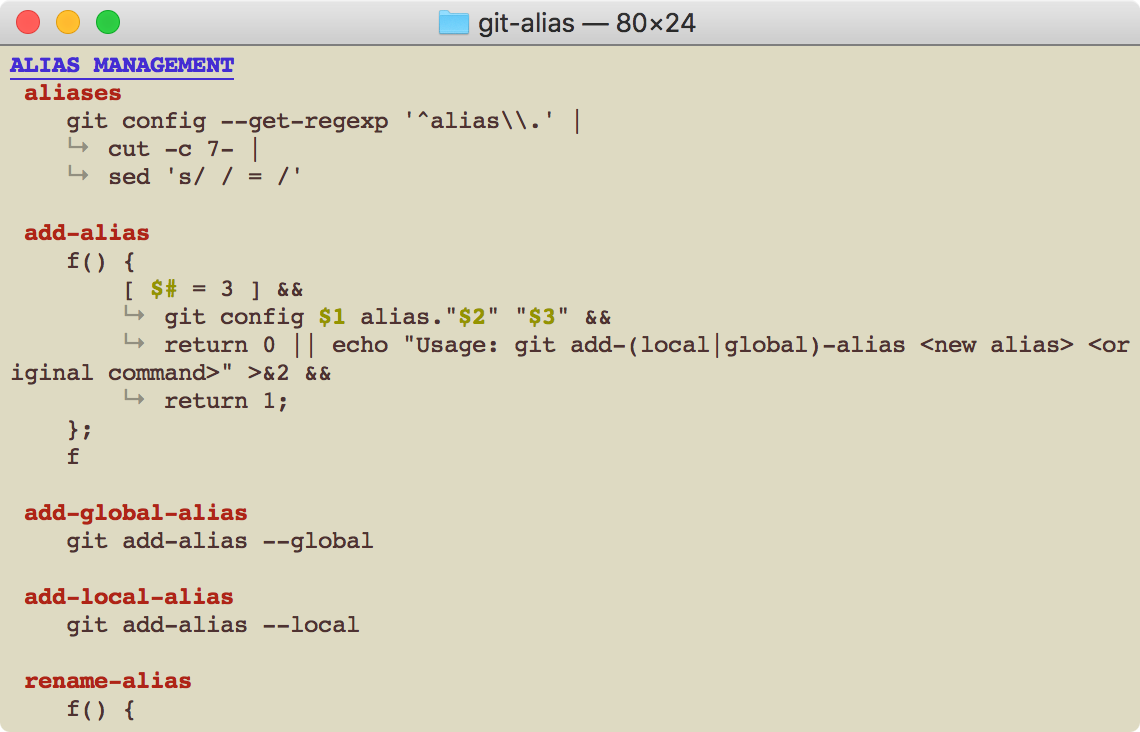 git-alias — 80×24
ALIAS MANAGEMENT
aliases
git config --get-regexp '^alias\\.' |
↳ cut -c 7- |
↳ sed 's/ / = /'
add-alias
f() {
[ $# = 3 ] &&
↳ git config $1 alias."$2" "$3" &&
↳ return 0 || echo "Usage: git add-(local|global)-alias <new alias> <or
iginal command>" >&2 &&
↳ return 1;
};
f
add-global-alias
git add-alias --global
add-local-alias
git add-alias --local
rename-alias
f() {